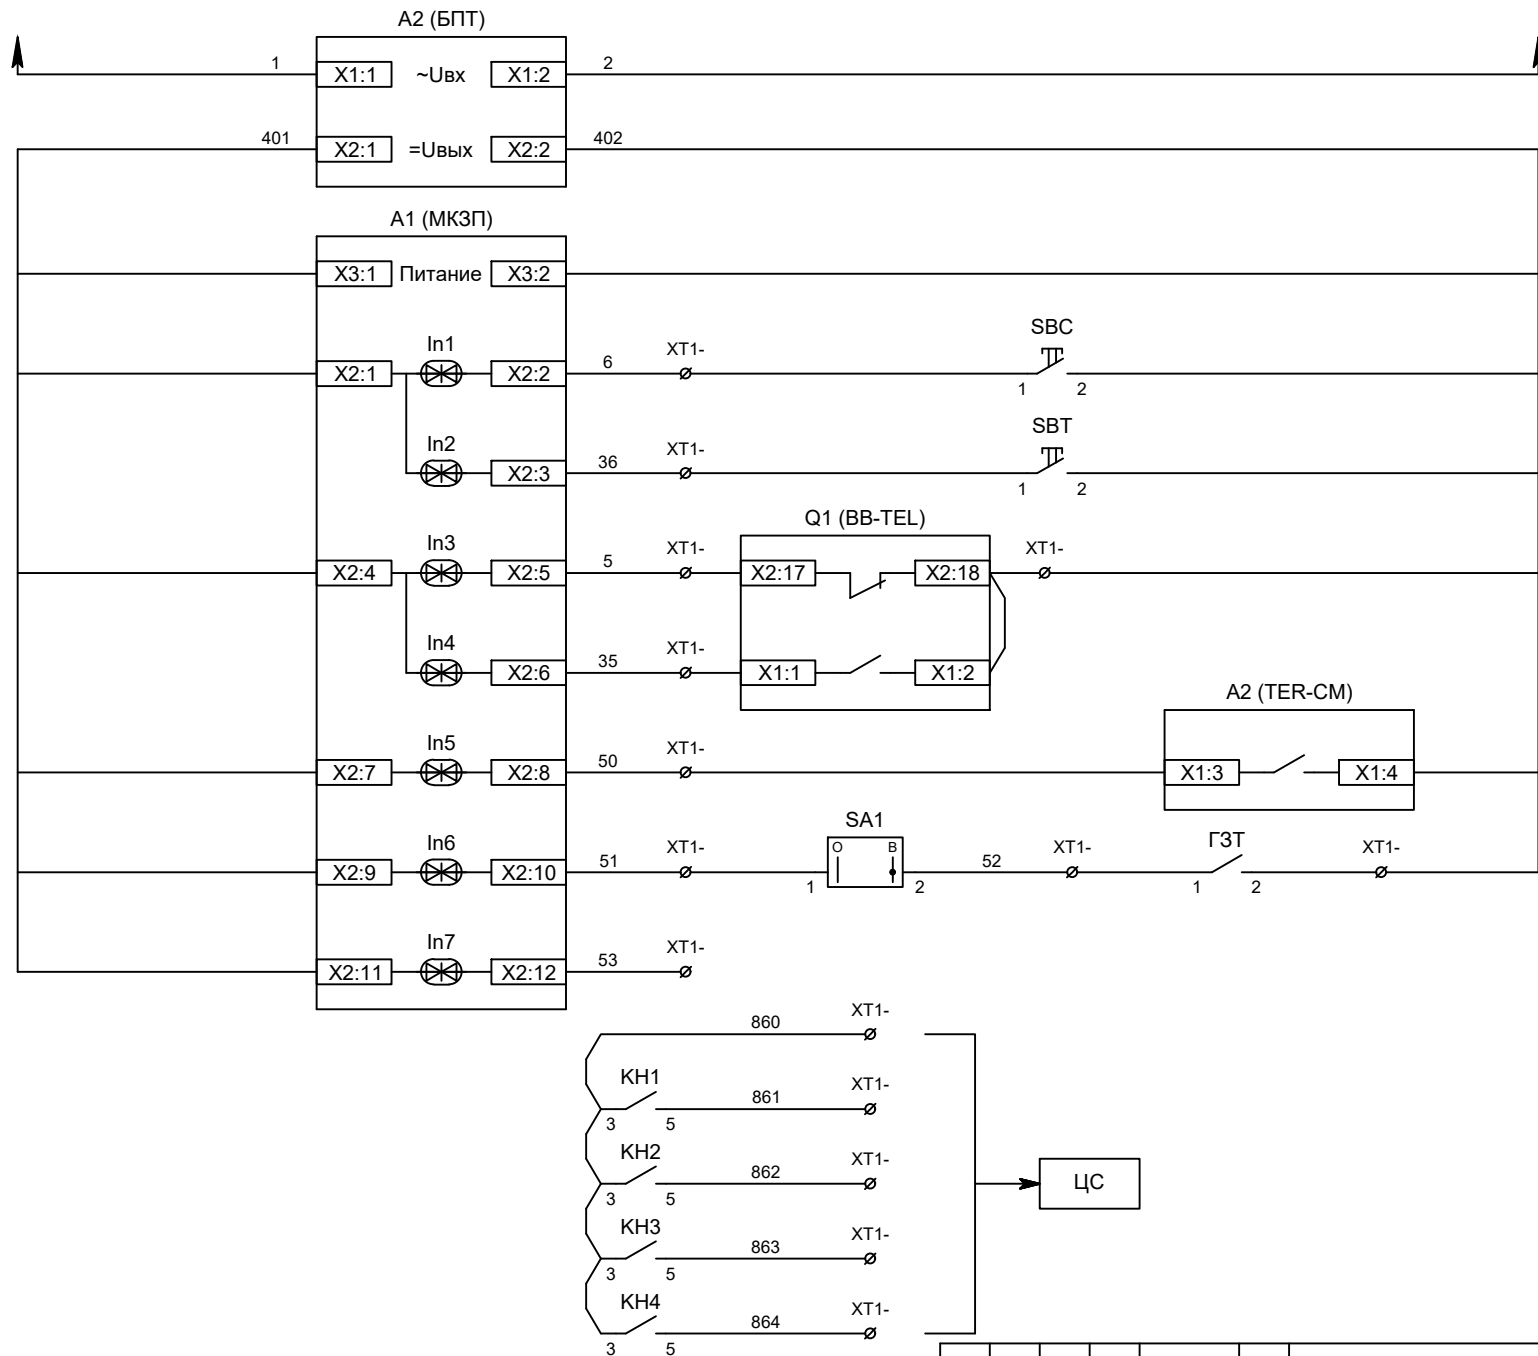 А2 (БПТ)
1 X1:1 ~Uвх X1:2 2
401 X2:1 =Uвых X2:2 402
А1 (МКЗП)
X3:1 Питание X3:2
In1 XT1- SBC
X2:1 X2:2 6 1 2
In2 XT1- SBT
X2:3 36 1 2
Q1 (BB-TEL)
In3 XT1- XT1-
X2:4 X2:5 5 X2:17 X2:18
In4 XT1-
X2:6 35 X1:1 X1:2
A2 (TER-CM)
In5 XT1-
X2:7 X2:8 50 X1:3 X1:4
SA1
In6 XT1- О В XT1- ГЗТ XT1-
X2:9 X2:10 51 1 2 52 1 2
In7 XT1-
X2:11 X2:12 53
860 XT1-
KH1 861 XT1-
3 5
KH2 862 XT1-
3 5
ЦС
KH3 863 XT1-
3 5
KH4 864 XT1-
3 5